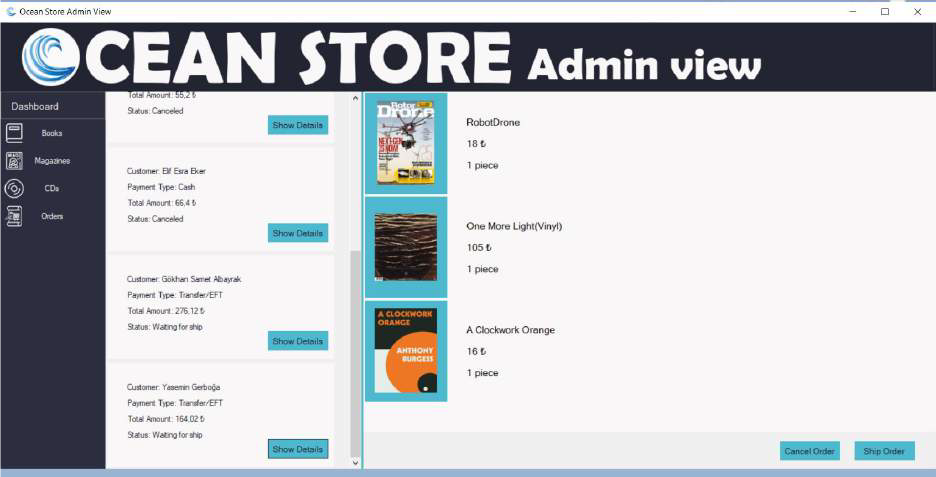 Ocean Store Admin View
OCEAN STORE Admin view
Dashboard
Books
Magazines
CDs
Orders
Total Amount: 55,2 ₺
Status: Canceled
Show Details
Customer: Elif Esra Eker
Payment Type: Cash
Total Amount: 66,4 ₺
Status: Canceled
Show Details
Customer: Gökhan Samet Albayrak
Payment Type: Transfer/EFT
Total Amount: 276,12 ₺
Status: Waiting for ship
Show Details
Customer: Yasemin Gerboğa
Payment Type: Transfer/EFT
Total Amount: 164,02 ₺
Status: Waiting for ship
Show Details
Drone
RobotDrone
18 ₺
1 piece
One More Light(Vinyl)
105 ₺
1 piece
A CLOCKWORK
ORANGE
ANTHONY
BURGESS
A Clockwork Orange
16 ₺
1 piece
Cancel Order
Ship Order